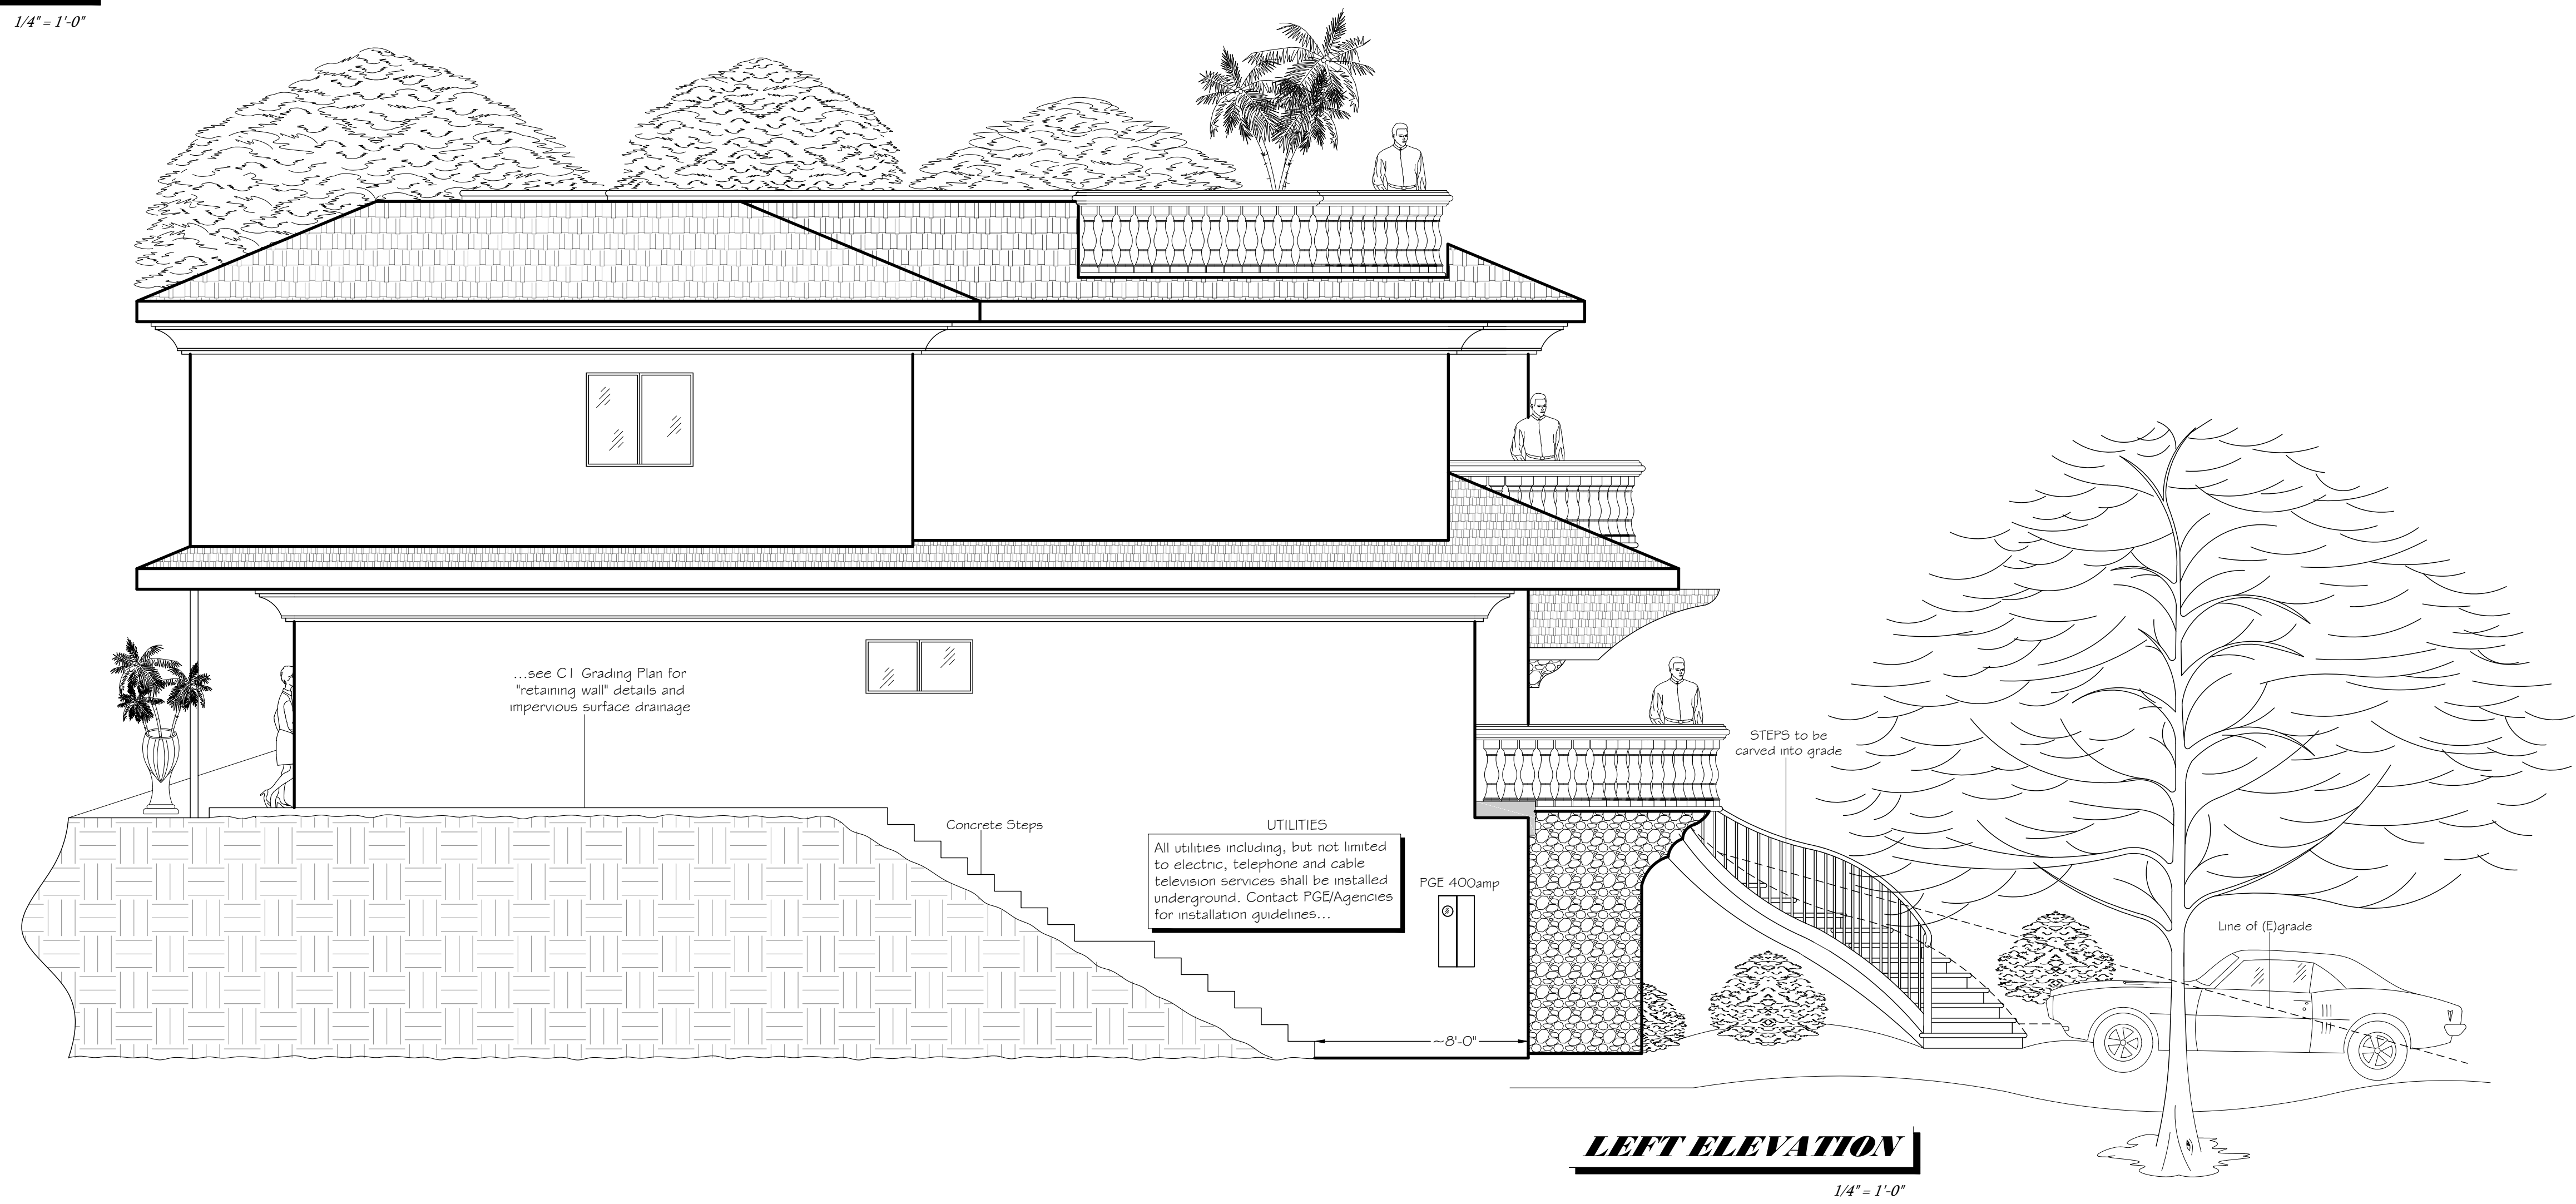 1/4" = 1'-0"
...see C1 Grading Plan for
"retaining wall" details and
impervious surface drainage
STEPS to be
carved into grade
Concrete Steps
UTILITIES
All utilities including, but not limited
to electric, telephone and cable
television services shall be installed
underground. Contact PGE/Agencies
for installation guidelines...
PGE 400amp
Line of (E)grade
~8'-0"
LEFT ELEVATION
1/4" = 1'-0"